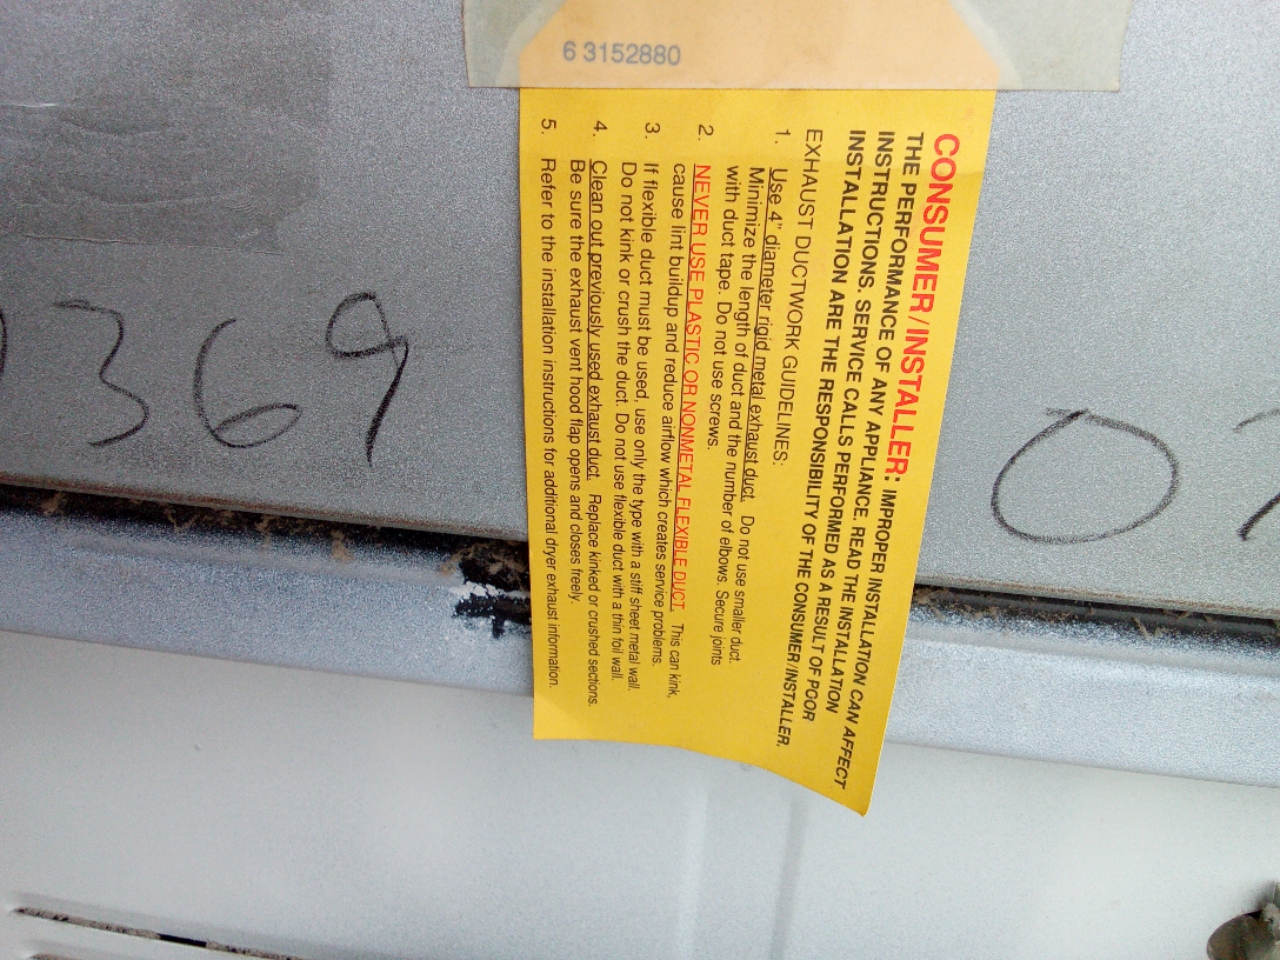 6 3152880
CONSUMER/INSTALLER: IMPROPER INSTALLATION CAN AFFECT
THE PERFORMANCE OF ANY APPLIANCE. READ THE INSTALLATION
INSTRUCTIONS. SERVICE CALLS PERFORMED AS A RESULT OF POOR
INSTALLATION ARE THE RESPONSIBILITY OF THE CONSUMER/INSTALLER.
EXHAUST DUCTWORK GUIDELINES:
1. Use 4" diameter rigid metal exhaust duct. Do not use smaller duct.
Minimize the length of duct and the number of elbows. Secure joints
with duct tape. Do not use screws.
2. NEVER USE PLASTIC OR NONMETAL FLEXIBLE DUCT. This can kink,
cause lint buildup and reduce airflow which creates service problems.
3. If flexible duct must be used, use only the type with a stiff sheet metal wall.
Do not kink or crush the duct. Do not use flexible duct with a thin foil wall.
4. Clean out previously used exhaust duct. Replace kinked or crushed sections.
Be sure the exhaust vent hood flap opens and closes freely.
5. Refer to the installation instructions for additional dryer exhaust information.
369
0